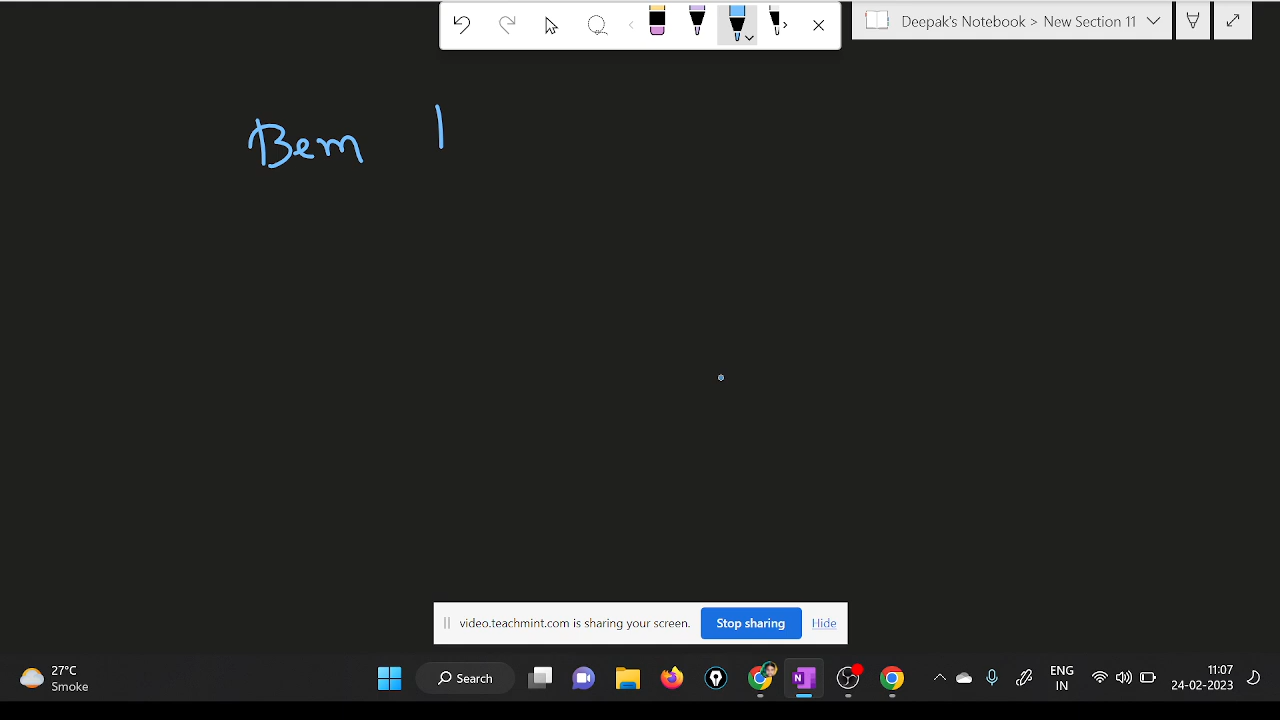 Deepak's Notebook > New Section 11
Bem |
video.teachmint.com is sharing your screen. Stop sharing Hide
27°C
Smoke
Search
ENG
IN
11:07
24-02-2023